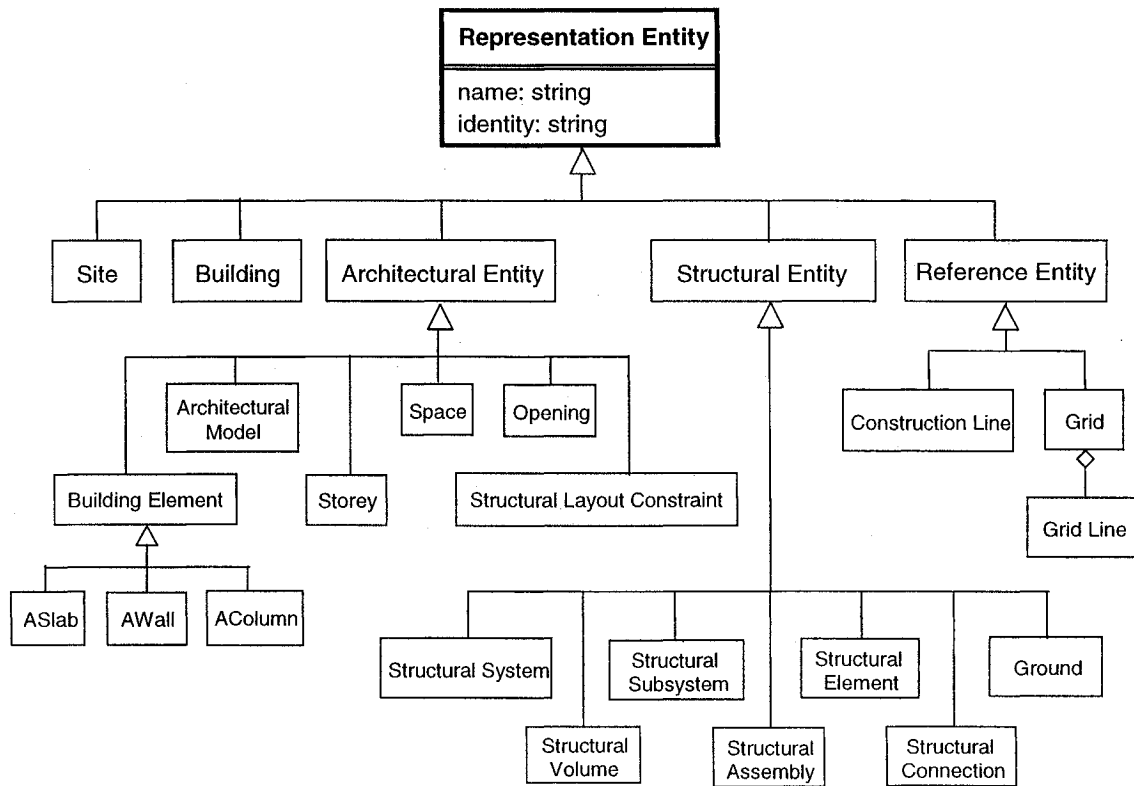 Representation Entity
name: string
identity: string
Site
Building
Architectural Entity
Structural Entity
Reference Entity
Architectural
Model
Space
Opening
Construction Line
Grid
Building Element
Storey
Structural Layout Constraint
Grid Line
ASlab
AWall
AColumn
Structural System
Structural
Subsystem
Structural
Element
Ground
Structural
Volume
Structural
Assembly
Structural
Connection